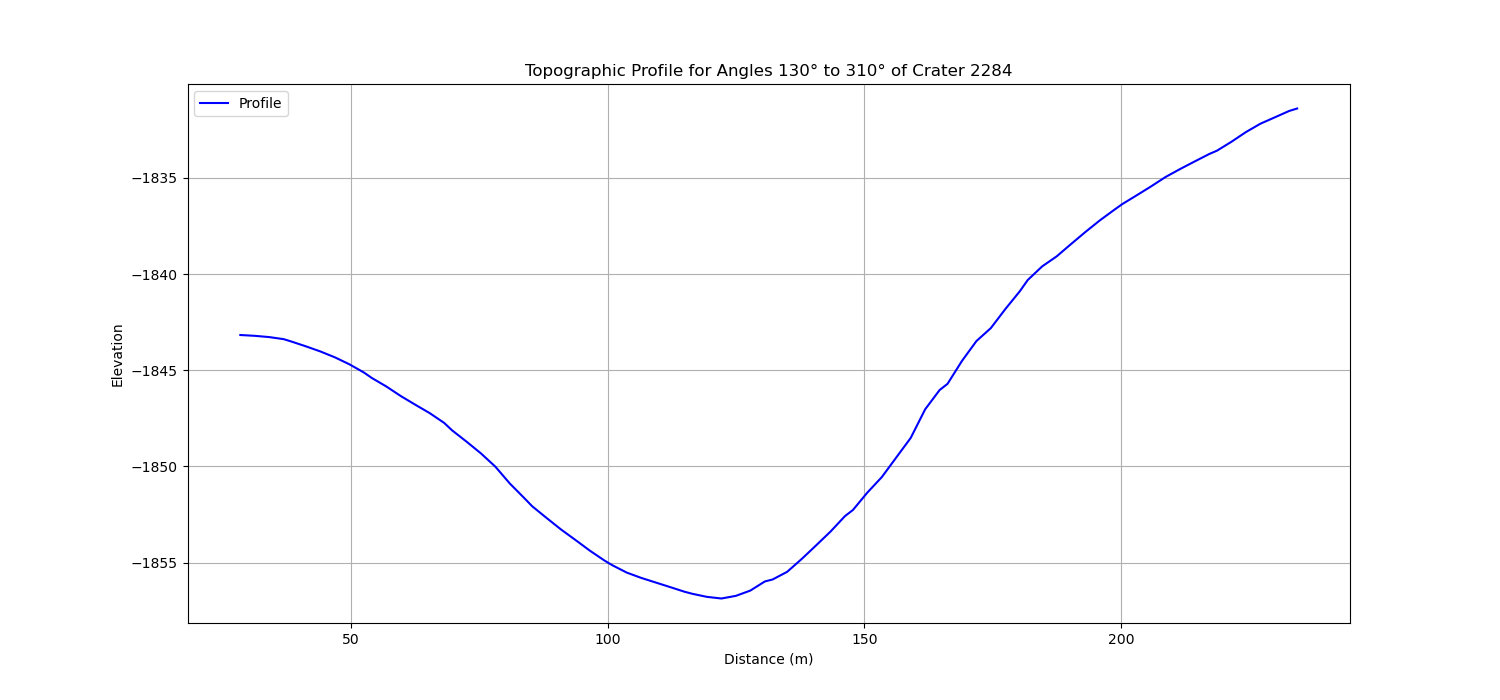 Topographic Profile for Angles 130° to 310° of Crater 2284
Profile
−1835
−1840
−1845
−1850
−1855
Elevation
50
100
150
200
Distance (m)